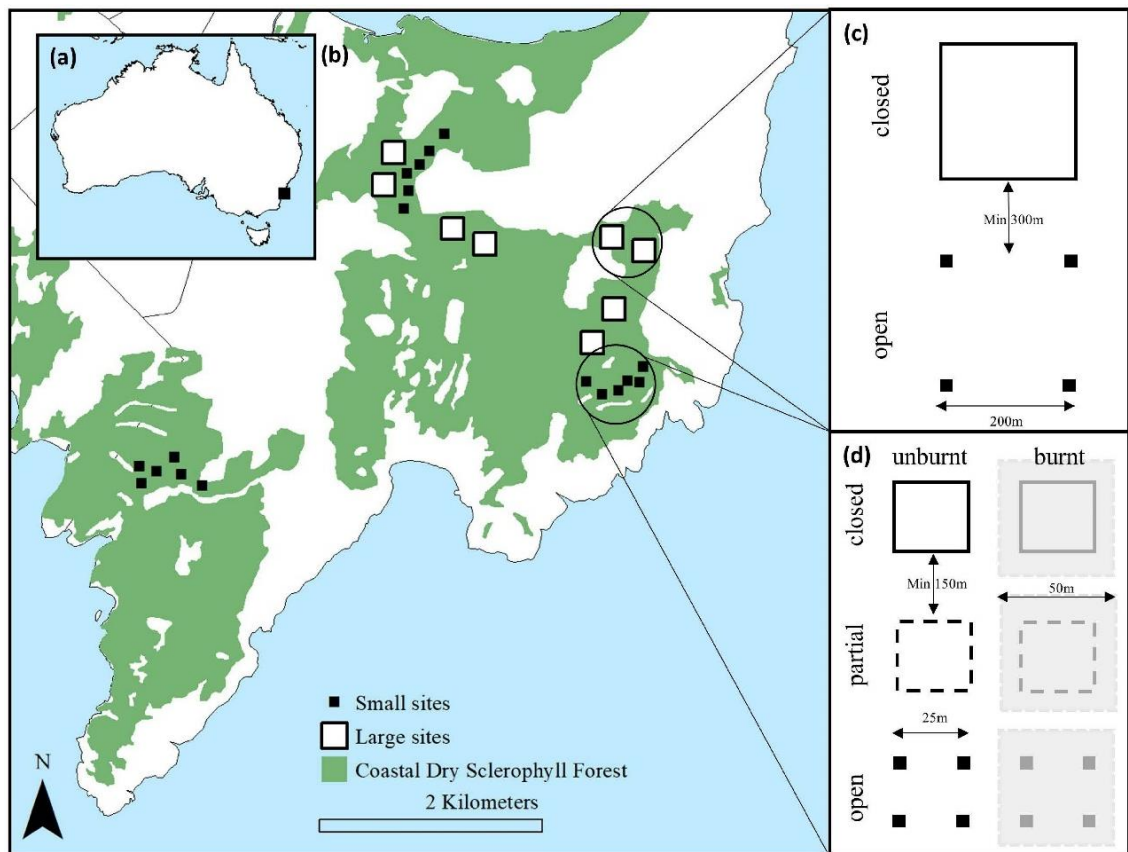 (a)
(b)
N
Small sites
Large sites
Coastal Dry Sclerophyll Forest
2 Kilometers
(c)
closed
Min 300m
open
200m
(d)
unburnt burnt
closed
Min 150m
50m
partial
25m
open